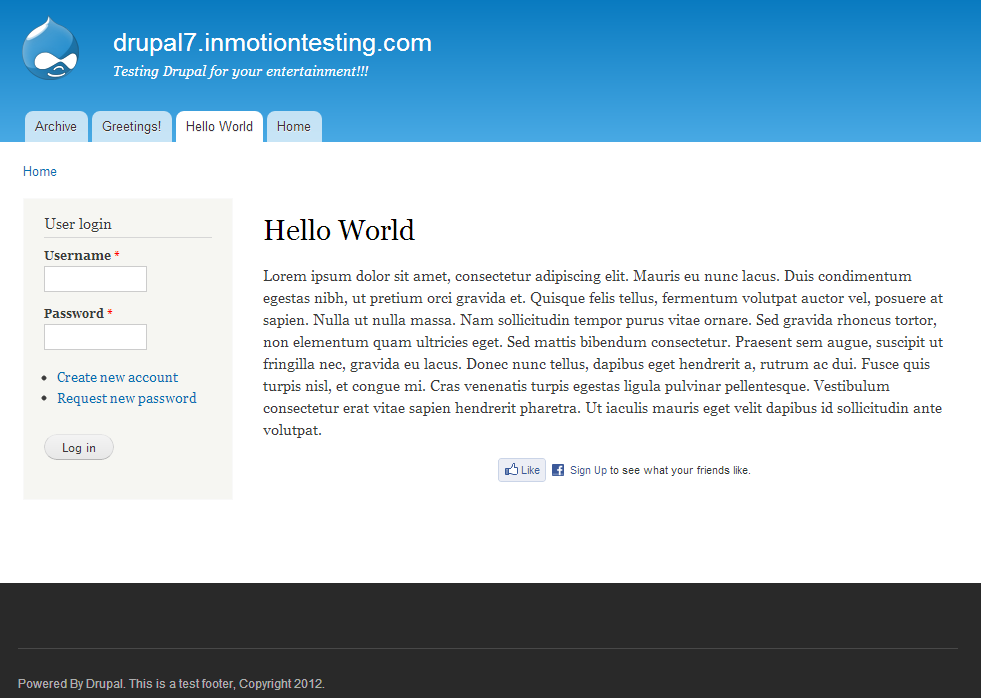 drupal7.inmotiontesting.com
Testing Drupal for your entertainment!!!
Archive
Greetings!
Hello World
Home
Home
User login
Username *
Password *
Create new account
Request new password
Log in
Hello World
Lorem ipsum dolor sit amet, consectetur adipiscing elit. Mauris eu nunc lacus. Duis condimentum
egestas nibh, ut pretium orci gravida et. Quisque felis tellus, fermentum volutpat auctor vel, posuere at
sapien. Nulla ut nulla massa. Nam sollicitudin tempor purus vitae ornare. Sed gravida rhoncus tortor,
non elementum quam ultricies eget. Sed mattis bibendum consectetur. Praesent sem augue, suscipit ut
fringilla nec, gravida eu lacus. Donec nunc tellus, dapibus eget hendrerit a, rutrum ac dui. Fusce quis
turpis nisl, et congue mi. Cras venenatis turpis egestas ligula pulvinar pellentesque. Vestibulum
consectetur erat vitae sapien hendrerit pharetra. Ut iaculis mauris eget velit dapibus id sollicitudin ante
volutpat.
Like
Sign Up to see what your friends like.
Powered By Drupal. This is a test footer, Copyright 2012.